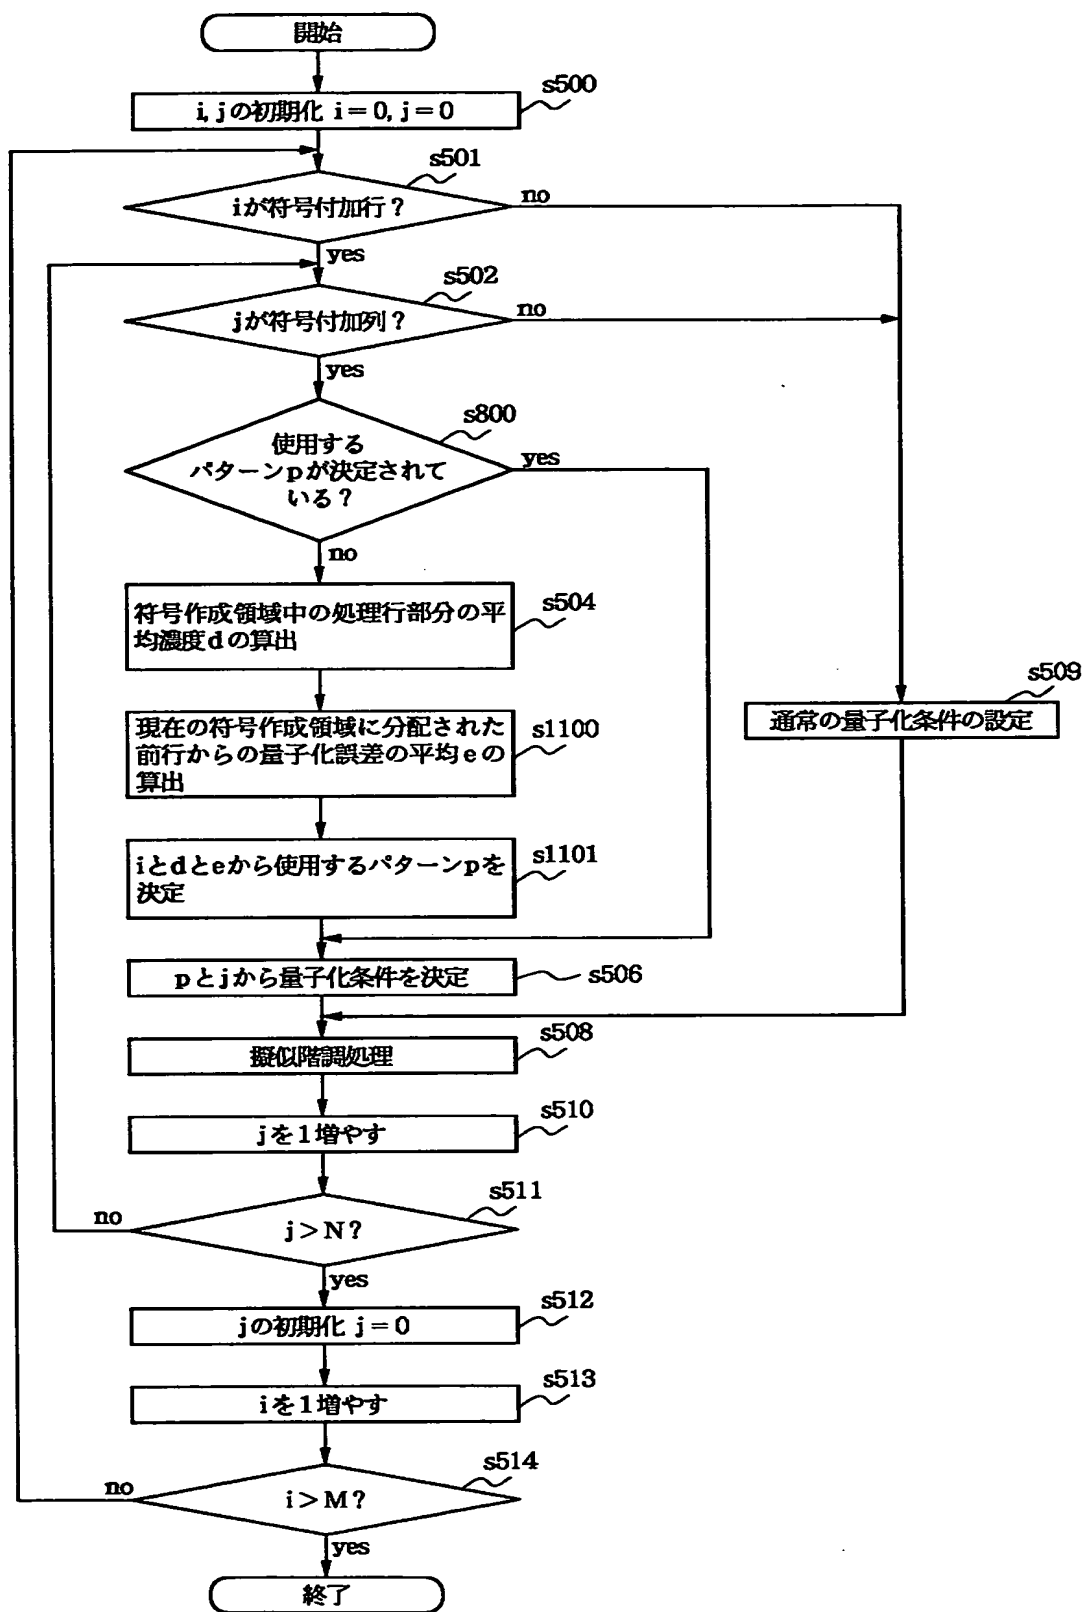 開始
s500
i,jの初期化 i=0, j=0
s501
iが符号付加行?
no
yes
s502
jが符号付加列?
no
yes
s800
使用する
パターンpが決定されて
いる?
yes
no
s504
符号作成領域中の処理行部分の平
均濃度dの算出
s509
通常の量子化条件の設定
s1100
現在の符号作成領域に分配された
前行からの量子化誤差の平均eの
算出
s1101
iとdとeから使用するパターンpを
決定
pとjから量子化条件を決定
s506
s508
擬似階調処理
s510
jを1増やす
s511
no
j>N?
yes
s512
jの初期化 j=0
s513
iを1増やす
s514
no
i>M?
yes
終了